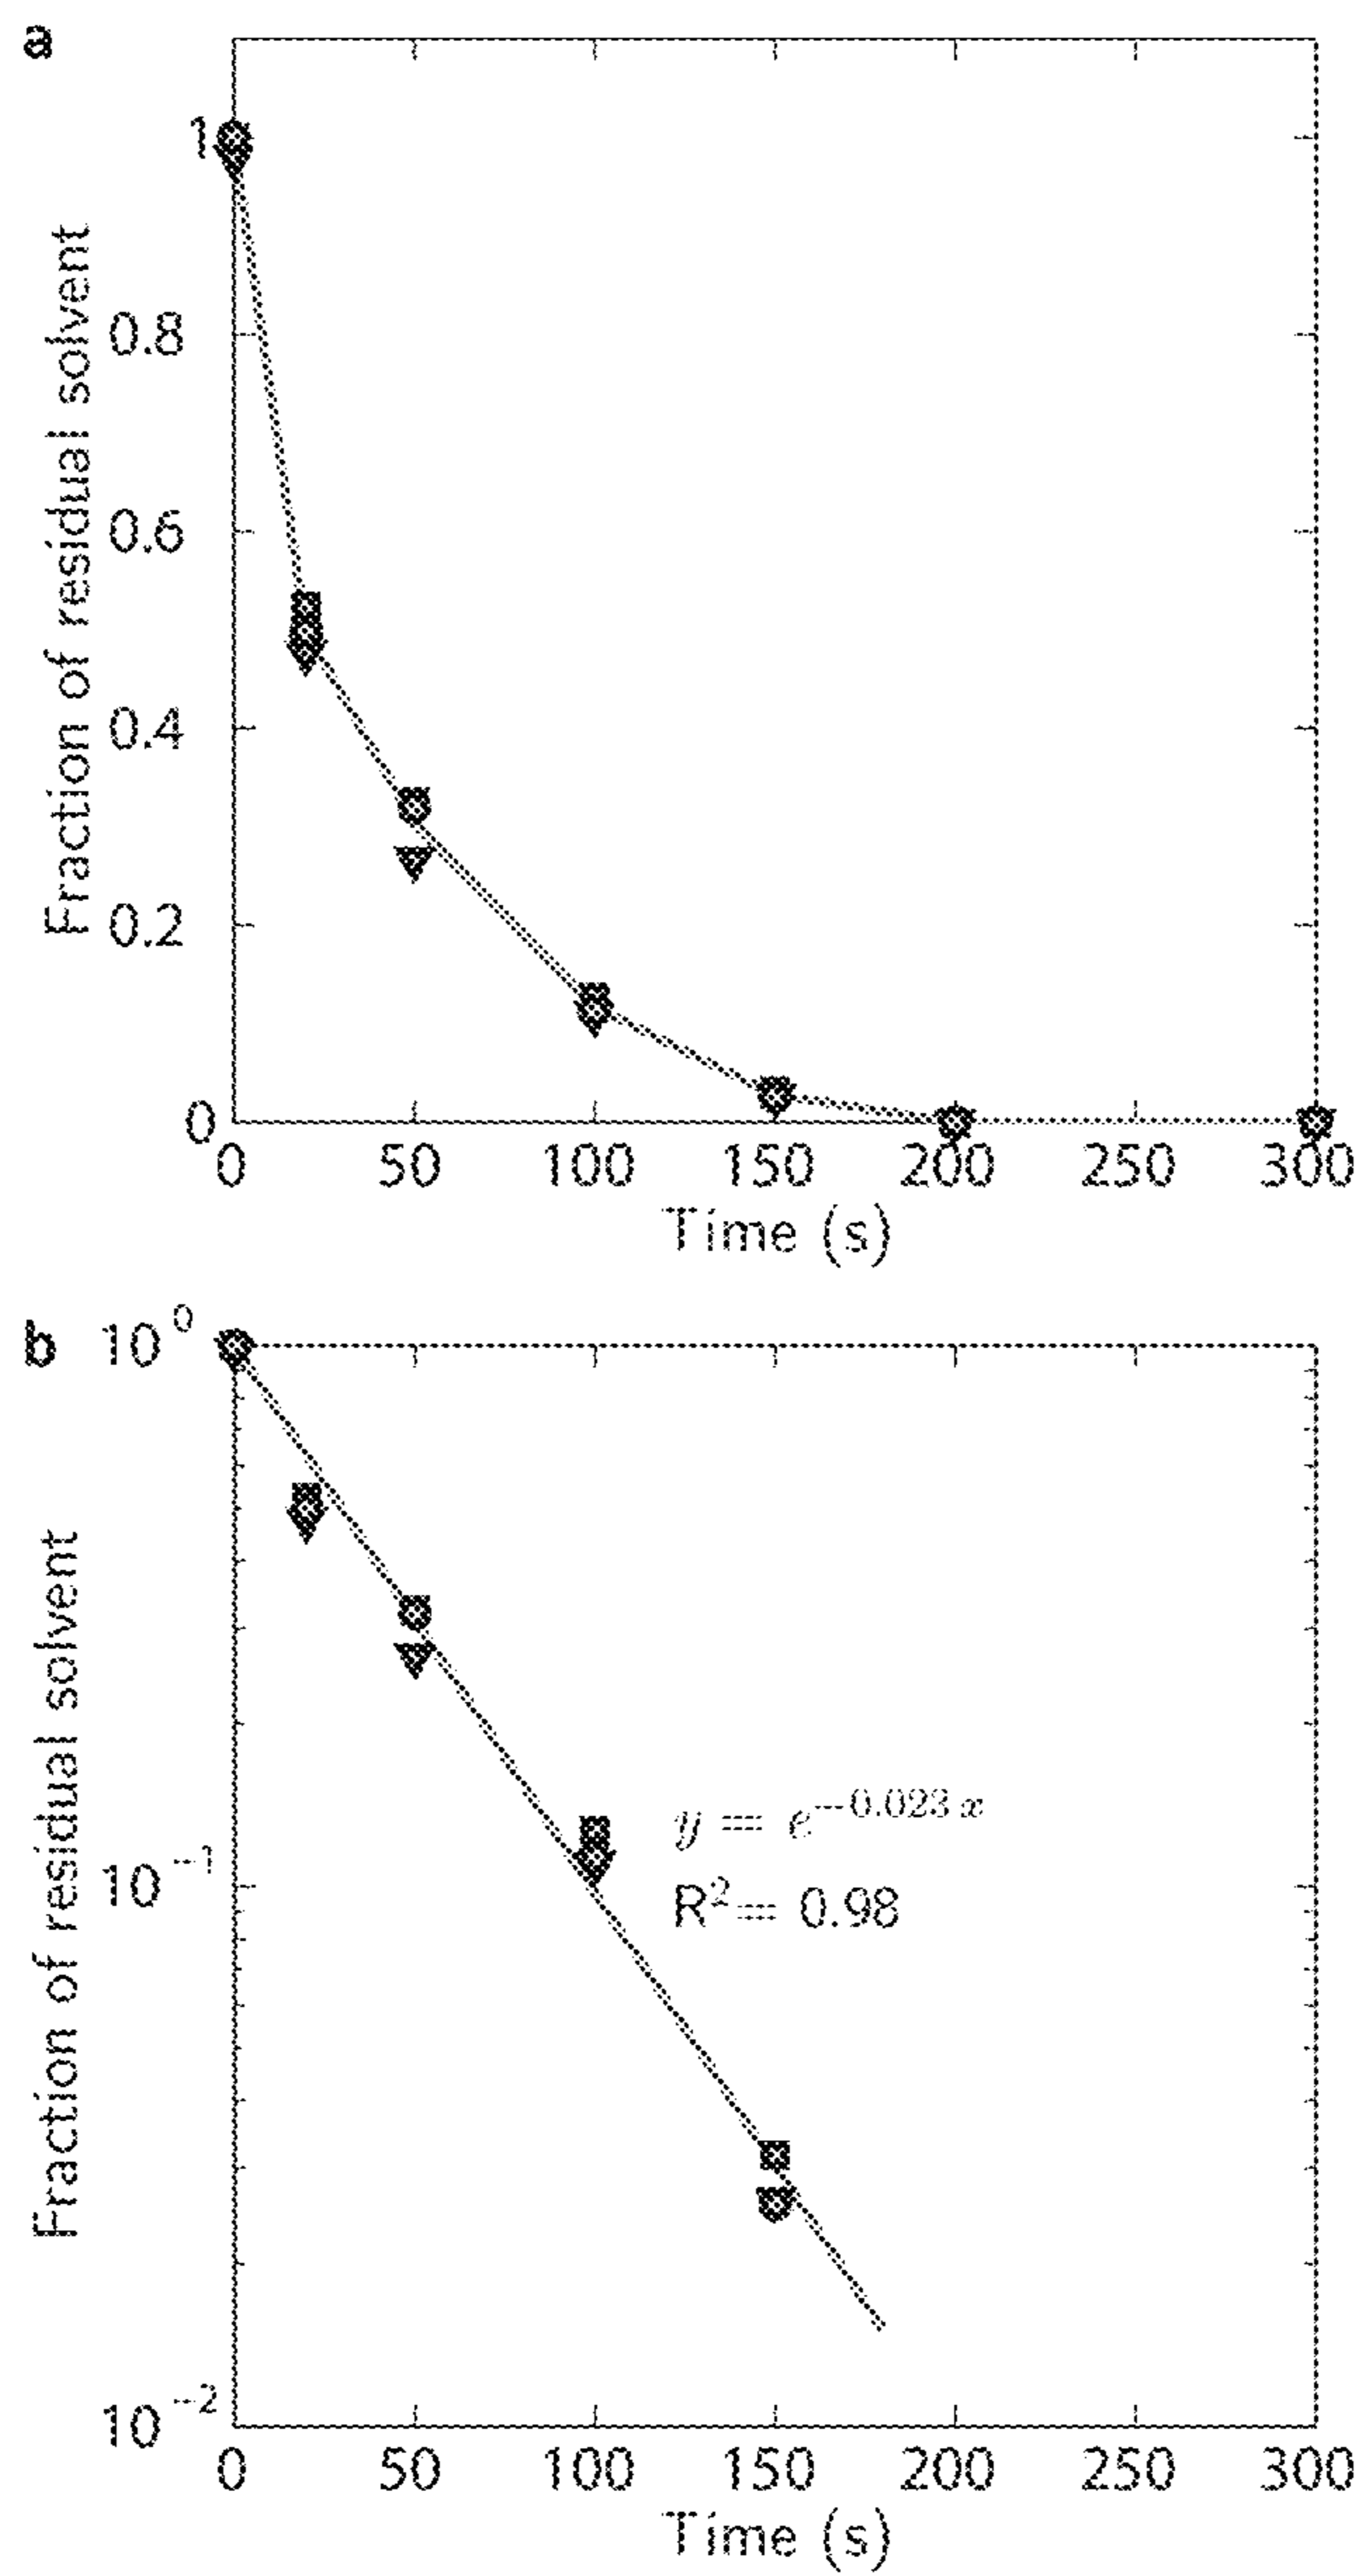 a
Fraction of residual solvent
1
0.8
0.6
0.4
0.2
0
0 50 100 150 200 250 300
Time (s)
b
Fraction of residual solvent
10^0
10^-1
10^-2
y = e^{-0.023 x}
R^2 = 0.98
0 50 100 150 200 250 300
Time (s)